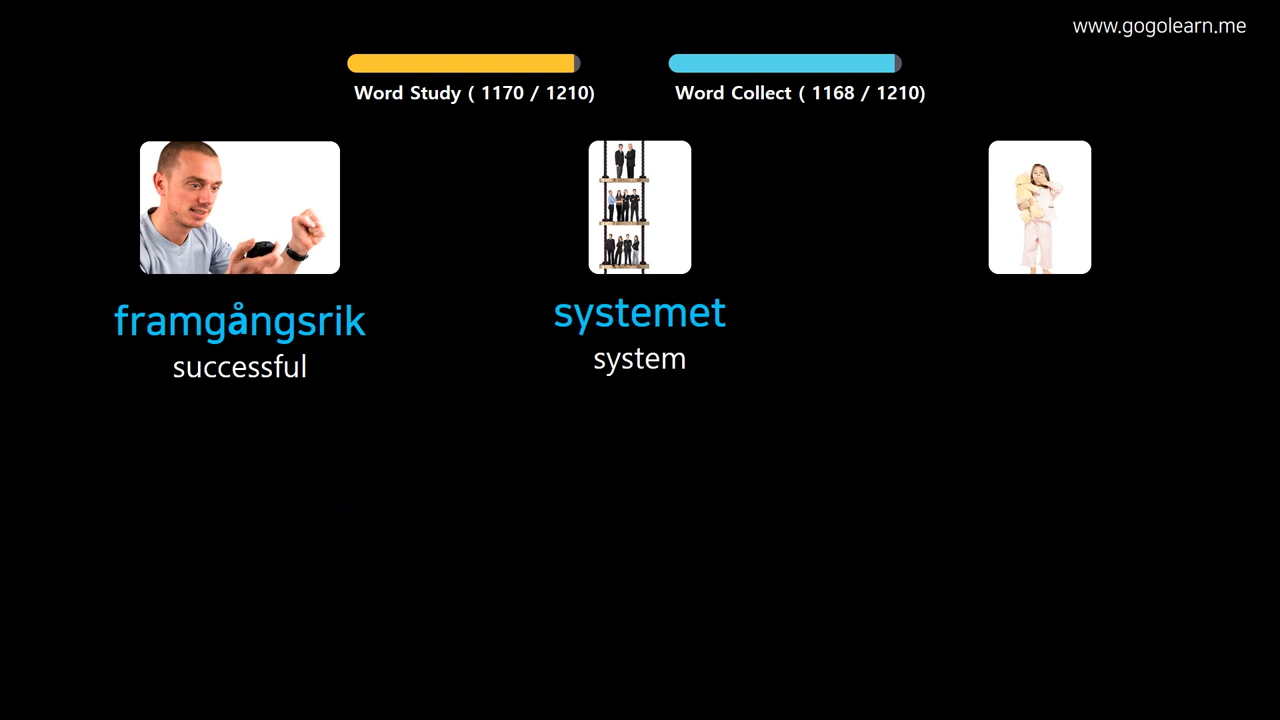 www.gogolearn.me
Word Study ( 1170 / 1210)
Word Collect ( 1168 / 1210)
framgångsrik
successful
systemet
system